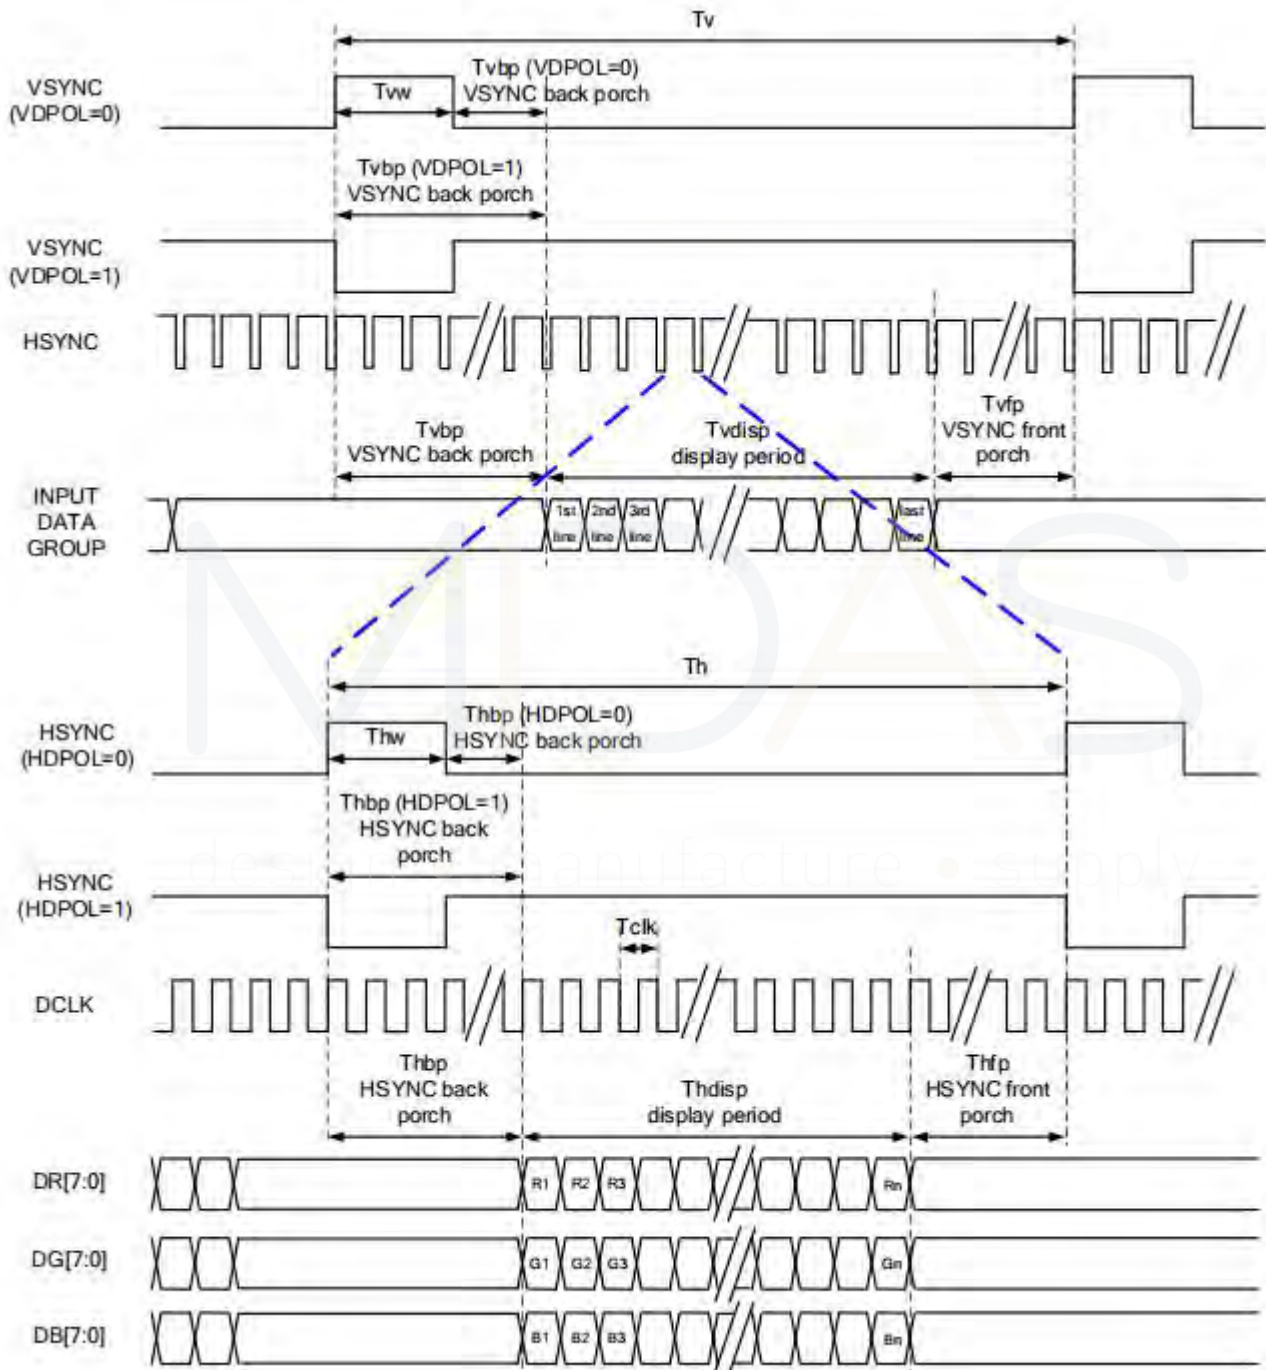 Tv
VSYNC
(VDPOL=0)
Tvw
Tvbp (VDPOL=0)
VSYNC back porch
Tvbp (VDPOL=1)
VSYNC back porch
VSYNC
(VDPOL=1)
HSYNC
Tvbp
VSYNC back porch
Tvdisp
display period
Tvfp
VSYNC front
porch
INPUT
DATA
GROUP
1st
line
2nd
line
3rd
line
last
line
MIDAS
Th
HSYNC
(HDPOL=0)
Thw
Thbp (HDPOL=0)
HSYNC back porch
Thbp (HDPOL=1)
HSYNC back
porch
design • manufacture • supply
HSYNC
(HDPOL=1)
Tclk
DCLK
Thbp
HSYNC back
porch
Thdisp
display period
Thfp
HSYNC front
porch
DR[7:0]
R1 R2 R3 Rn
DG[7:0]
G1 G2 G3 Gn
DB[7:0]
B1 B2 B3 Bn